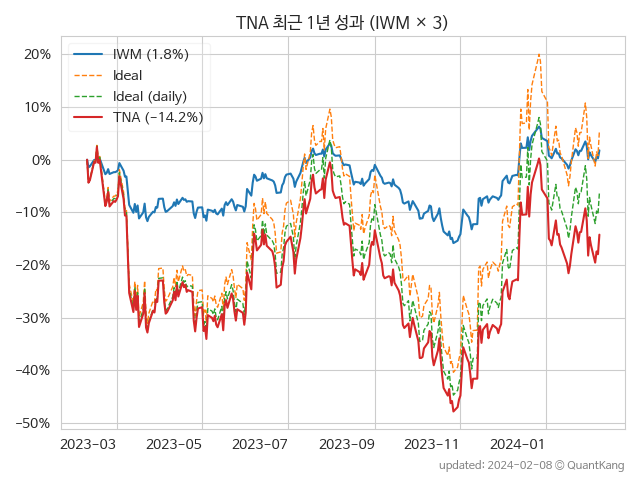 TNA 최근 1년 성과 (IWM × 3)
IWM (1.8%)
Ideal
Ideal (daily)
TNA (−14.2%)
20%
10%
0%
−10%
−20%
−30%
−40%
−50%
2023-03 2023-05 2023-07 2023-09 2023-11 2024-01
updated: 2024-02-08 © QuantKang